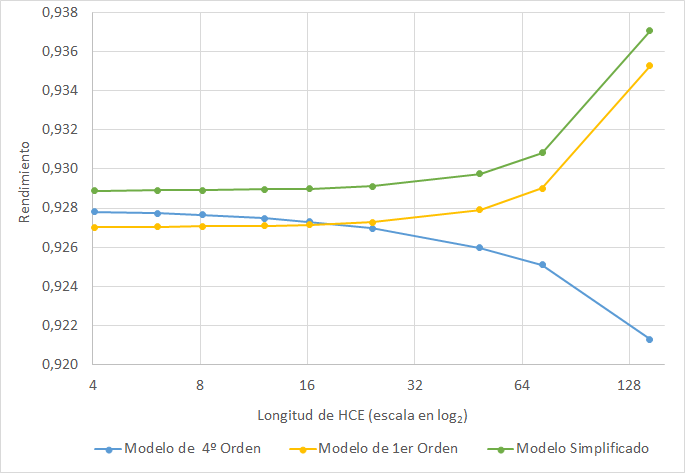 0,938
0,936
0,934
0,932
0,930
0,928
0,926
0,924
0,922
0,920
Rendimiento
4 8 16 32 64 128
Longitud de HCE (escala en log2)
Modelo de 4º Orden Modelo de 1er Orden Modelo Simplificado